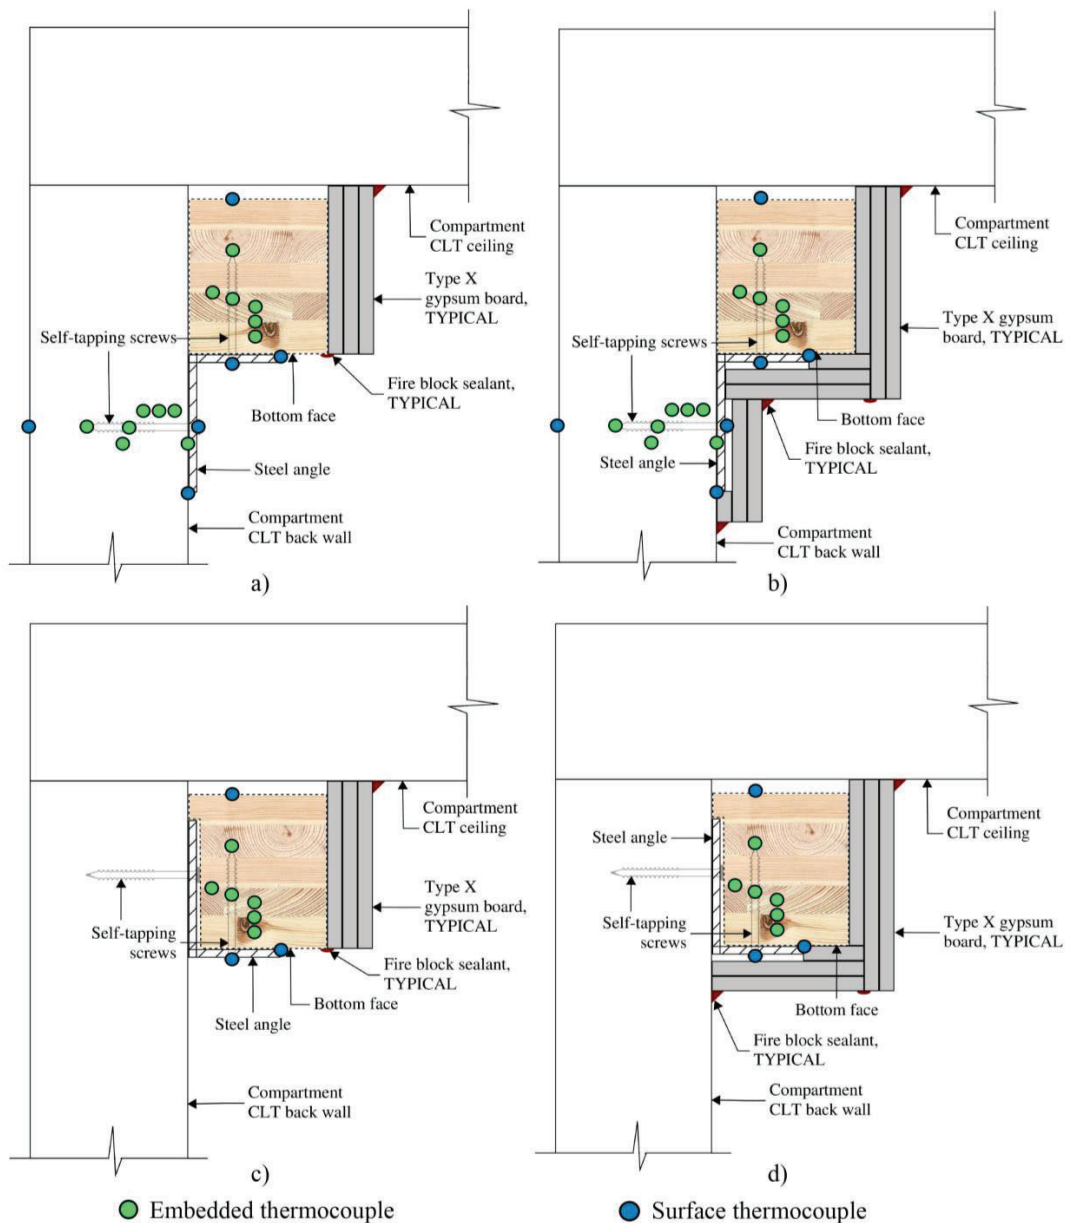 Compartment
CLT ceiling
Type X
gypsum board,
TYPICAL
Self-tapping screws
Fire block sealant,
TYPICAL
Bottom face
Steel angle
Compartment
CLT back wall
a)
Compartment
CLT ceiling
Type X gypsum
board, TYPICAL
Self-tapping screws
Bottom face
Fire block sealant,
TYPICAL
Steel angle
Compartment
CLT back wall
b)
Compartment
CLT ceiling
Type X
gypsum board,
TYPICAL
Self-tapping
screws
Fire block sealant,
TYPICAL
Bottom face
Steel angle
Compartment
CLT back wall
c)
Compartment
CLT ceiling
Steel angle
Self-tapping
screws
Type X gypsum
board, TYPICAL
Bottom face
Fire block sealant,
TYPICAL
Compartment
CLT back wall
d)
Embedded thermocouple
Surface thermocouple